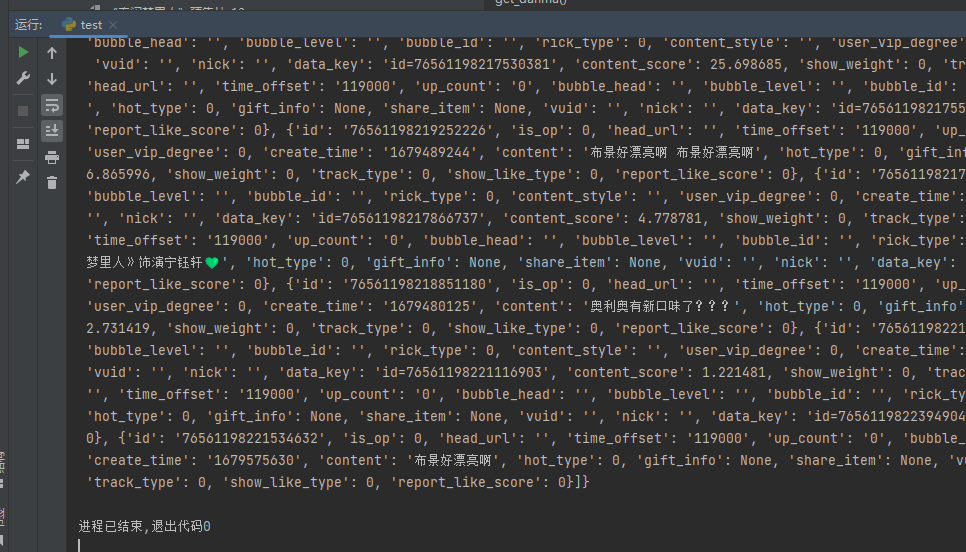 get_danmu()
运行:
test
'bubble_head': '', 'bubble_level': '', 'bubble_id': '', 'rick_type': 0, 'content_style': '', 'user_vip_degree'
'vuid': '', 'nick': '', 'data_key': 'id=76561198217530381', 'content_score': 25.698685, 'show_weight': 0, 'tr
'head_url': '', 'time_offset': '119000', 'up_count': '0', 'bubble_head': '', 'bubble_level': '', 'bubble_id':
', 'hot_type': 0, 'gift_info': None, 'share_item': None, 'vuid': '', 'nick': '', 'data_key': 'id=7656119821755
'report_like_score': 0}, {'id': '76561198219252226', 'is_op': 0, 'head_url': '', 'time_offset': '119000', 'up_
'user_vip_degree': 0, 'create_time': '1679489244', 'content': '布景好漂亮啊 布景好漂亮啊', 'hot_type': 0, 'gift_inf
6.865996, 'show_weight': 0, 'track_type': 0, 'show_like_type': 0, 'report_like_score': 0}, {'id': '76561198217
'bubble_level': '', 'bubble_id': '', 'rick_type': 0, 'content_style': '', 'user_vip_degree': 0, 'create_time':
'', 'nick': '', 'data_key': 'id=76561198217866737', 'content_score': 4.778781, 'show_weight': 0, 'track_type':
'time_offset': '119000', 'up_count': '0', 'bubble_head': '', 'bubble_level': '', 'bubble_id': '', 'rick_type':
梦里人》饰演宁钰轩💚', 'hot_type': 0, 'gift_info': None, 'share_item': None, 'vuid': '', 'nick': '', 'data_key':
'report_like_score': 0}, {'id': '76561198218851180', 'is_op': 0, 'head_url': '', 'time_offset': '119000', 'up_
'user_vip_degree': 0, 'create_time': '1679480125', 'content': '奥利奥有新口味了???', 'hot_type': 0, 'gift_info'
2.731419, 'show_weight': 0, 'track_type': 0, 'show_like_type': 0, 'report_like_score': 0}, {'id': '76561198221
'bubble_level': '', 'bubble_id': '', 'rick_type': 0, 'content_style': '', 'user_vip_degree': 0, 'create_time':
'vuid': '', 'nick': '', 'data_key': 'id=76561198221116903', 'content_score': 1.221481, 'show_weight': 0, 'trac
'', 'time_offset': '119000', 'up_count': '0', 'bubble_head': '', 'bubble_level': '', 'bubble_id': '', 'rick_ty
'hot_type': 0, 'gift_info': None, 'share_item': None, 'vuid': '', 'nick': '', 'data_key': 'id=7656119822394904
0}, {'id': '76561198221534632', 'is_op': 0, 'head_url': '', 'time_offset': '119000', 'up_count': '0', 'bubble_
'create_time': '1679575630', 'content': '布景好漂亮啊', 'hot_type': 0, 'gift_info': None, 'share_item': None, 'vu
'track_type': 0, 'show_like_type': 0, 'report_like_score': 0}]}
进程已结束,退出代码0